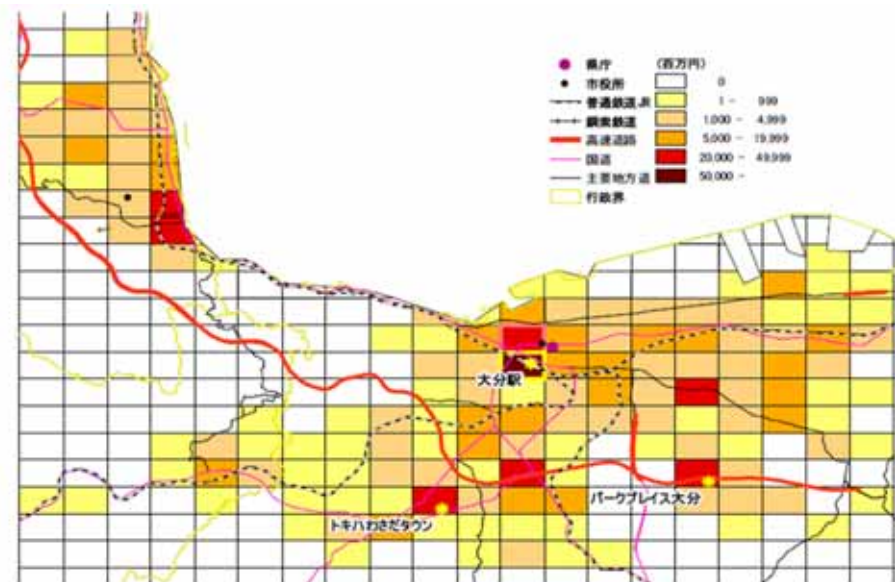 県庁
市役所
普通鉄道JR
鋼索鉄道
高速道路
国道
主要地方道
行政界
(百万円)
0
1 - 999
1,000 - 4,999
5,000 - 19,999
20,000 - 49,999
50,000 -
大分駅
パークプレイス大分
トキハわさだタウン